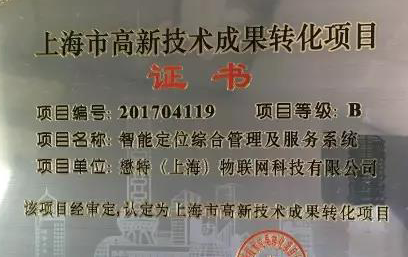 上海市高新技术成果转化项目
证书
项目编号: 201704119 项目等级: B
项目名称: 智能定位综合管理及服务系统
项目单位: 懋特（上海）物联网科技有限公司
该项目经审定,认定为上海市高新技术成果转化项目